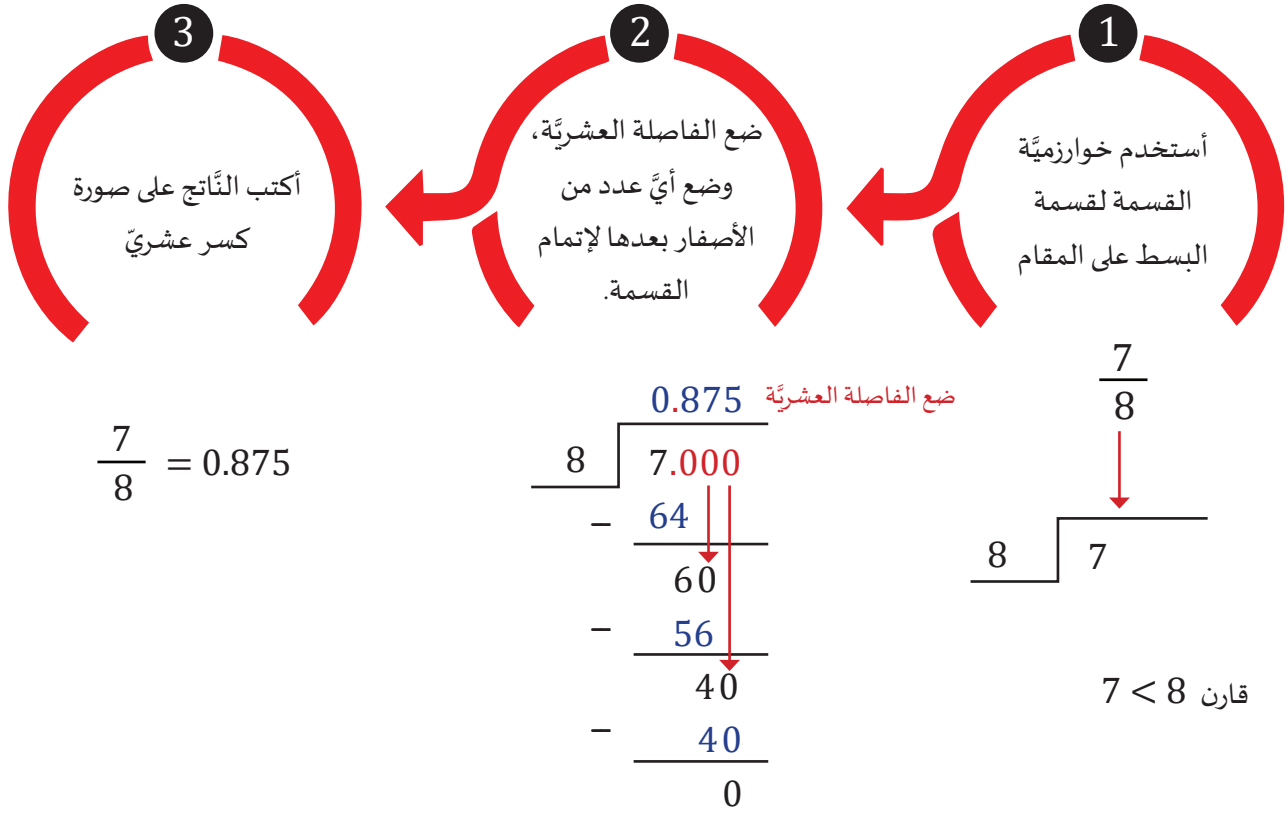 1
أستخدم خوارزميَّة
القسمة لقسمة
البسط على المقام
7
8
8 7
قارن 7 < 8
2
ضع الفاصلة العشريَّة،
وضع أيَّ عدد من
الأصفار بعدها لإتمام
القسمة.
0.875 ضع الفاصلة العشريَّة
8 7.000
− 64
60
− 56
40
− 40
0
3
أكتب النَّاتج على صورة
كسر عشريّ
7
8
= 0.875